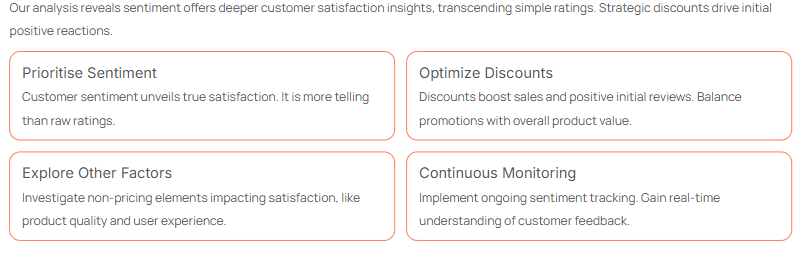 Our analysis reveals sentiment offers deeper customer satisfaction insights, transcending simple ratings. Strategic discounts drive initial
positive reactions.
Prioritise Sentiment
Customer sentiment unveils true satisfaction. It is more telling
than raw ratings.
Optimize Discounts
Discounts boost sales and positive initial reviews. Balance
promotions with overall product value.
Explore Other Factors
Investigate non-pricing elements impacting satisfaction, like
product quality and user experience.
Continuous Monitoring
Implement ongoing sentiment tracking. Gain real-time
understanding of customer feedback.